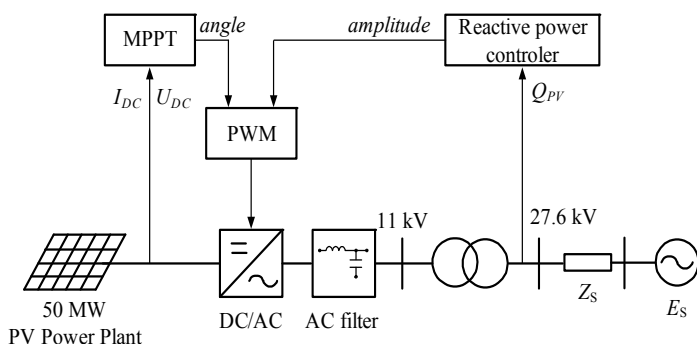 MPPT
angle
amplitude
Reactive power
controler
I_DC U_DC
Q_PV
PWM
11 kV
27.6 kV
50 MW
PV Power Plant
DC/AC
AC filter
Z_S
E_S